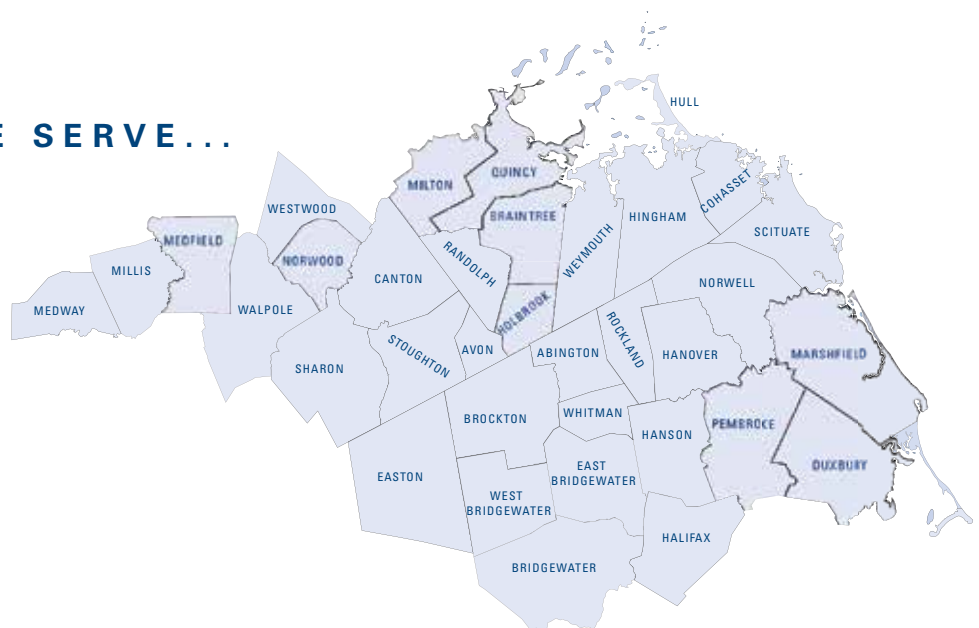 E SERVE...
HULL
MILTON
QUINCY
COHASSET
WESTWOOD
BRAINTREE
HINGHAM
SCITUATE
MEDFIELD
WEYMOUTH
NORWOOD
RANDOLPH
MILLIS
CANTON
NORWELL
MEDWAY
WALPOLE
HOLBROOK
ROCKLAND
STOUGHTON
AVON
ABINGTON
HANOVER
MARSHFIELD
SHARON
BROCKTON
WHITMAN
PEMBROKE
HANSON
EASTON
EAST
BRIDGEWATER
DUXBURY
WEST
BRIDGEWATER
HALIFAX
BRIDGEWATER